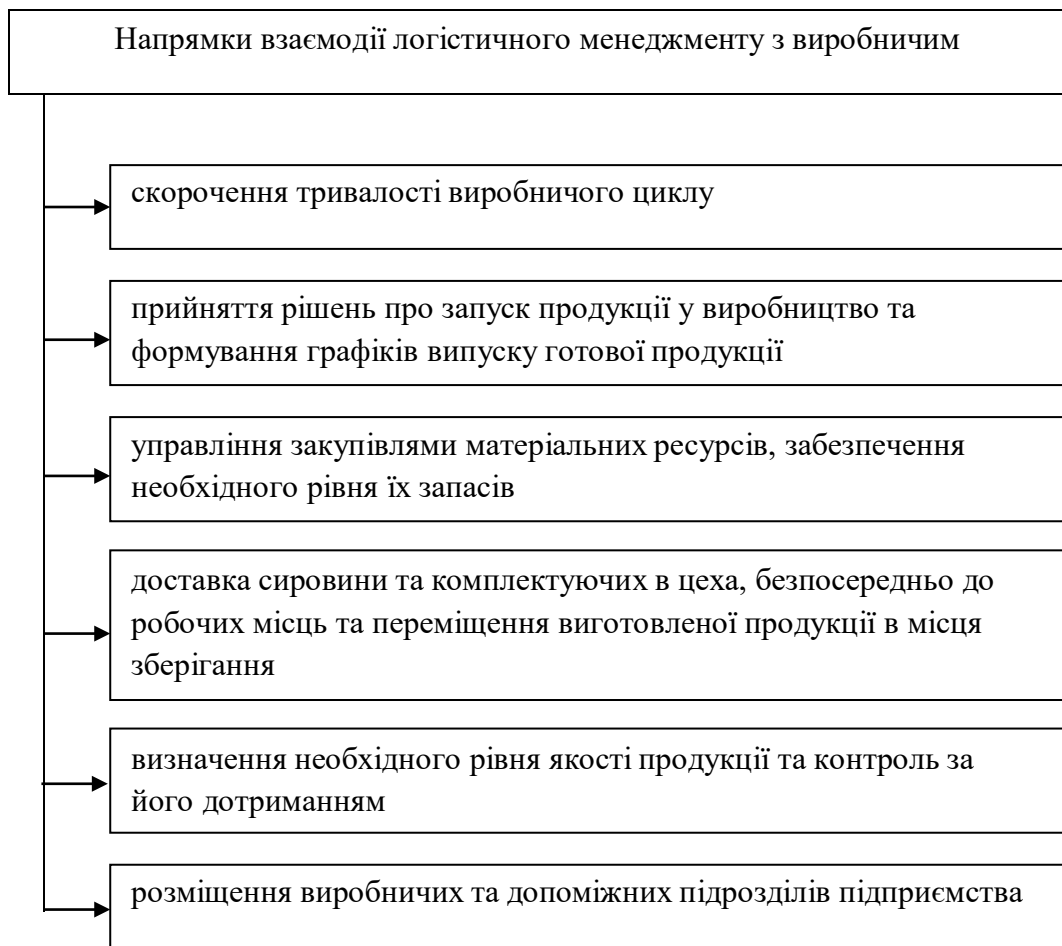 Напрямки взаємодії логістичного менеджменту з виробничим
скорочення тривалості виробничого циклу
прийняття рішень про запуск продукції у виробництво та
формування графіків випуску готової продукції
управління закупівлями матеріальних ресурсів, забезпечення
необхідного рівня їх запасів
доставка сировини та комплектуючих в цеха, безпосередньо до
робочих місць та переміщення виготовленої продукції в місця
зберігання
визначення необхідного рівня якості продукції та контроль за
його дотриманням
розміщення виробничих та допоміжних підрозділів підприємства